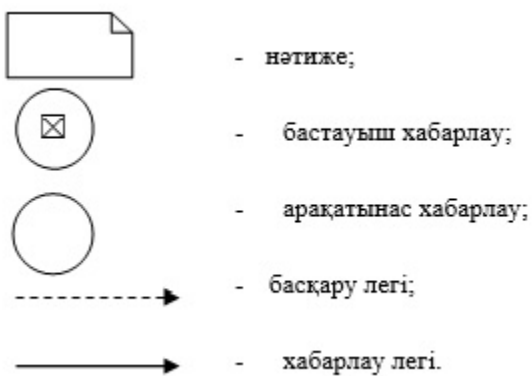 - нәтиже;
- бастауыш хабарлау;
- арақатынас хабарлау;
- басқару легі;
- хабарлау легі.